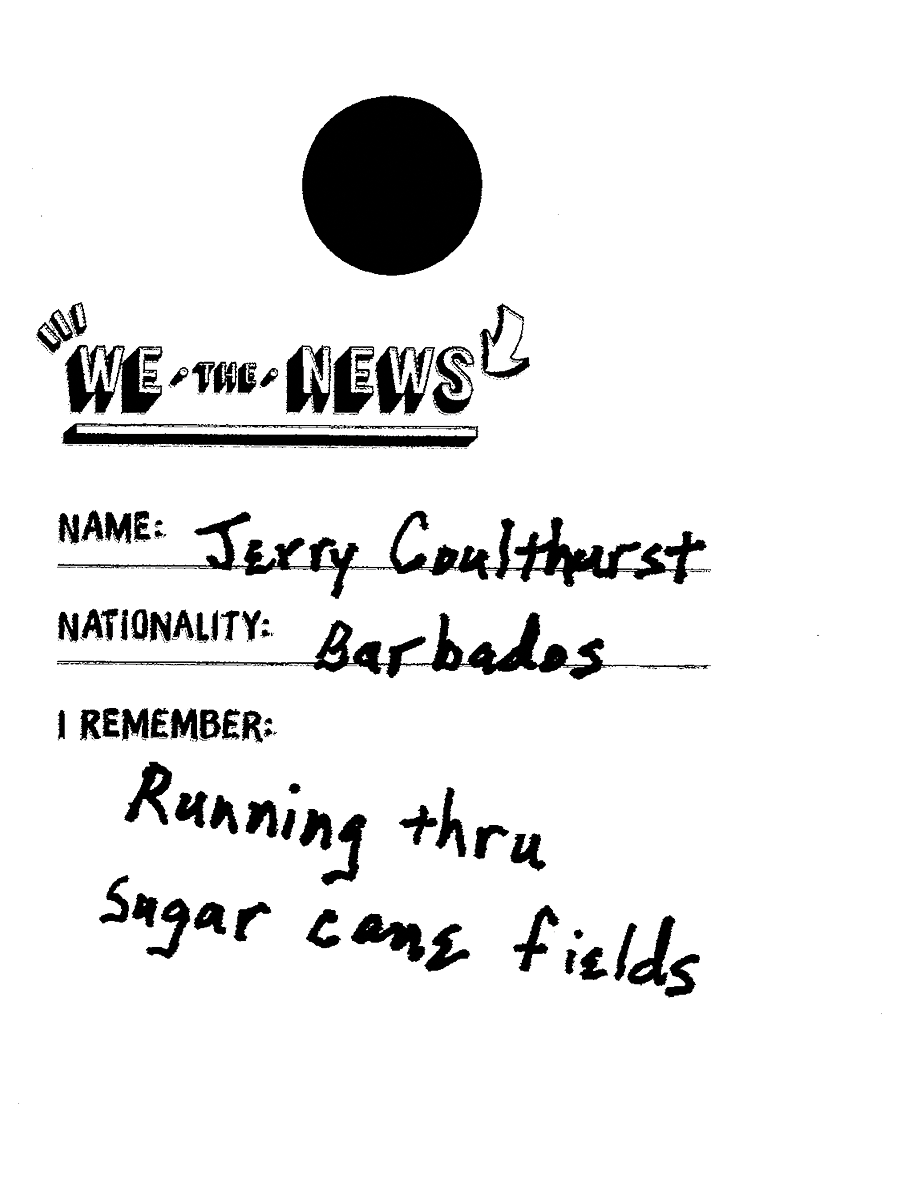 WE • THE • NEWS
NAME: Jerry Coulthurst
NATIONALITY: Barbados
I REMEMBER:
Running thru
Sugar cane fields